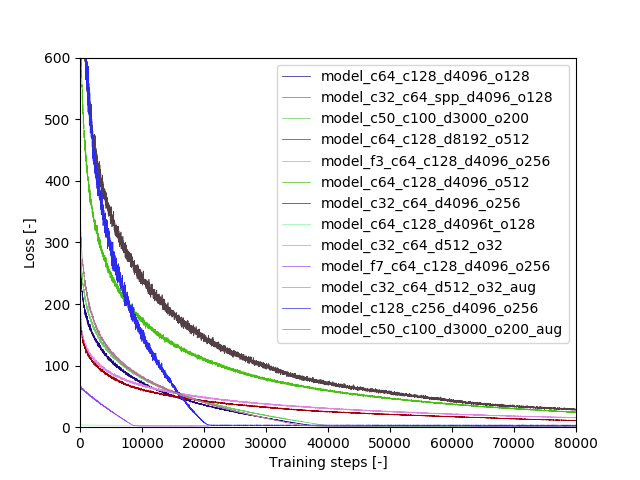 600
500
400
300
200
100
0
Loss [-]
model_c64_c128_d4096_o128
model_c32_c64_spp_d4096_o128
model_c50_c100_d3000_o200
model_c64_c128_d8192_o512
model_f3_c64_c128_d4096_o256
model_c64_c128_d4096_o512
model_c32_c64_d4096_o256
model_c64_c128_d4096t_o128
model_c32_c64_d512_o32
model_f7_c64_c128_d4096_o256
model_c32_c64_d512_o32_aug
model_c128_c256_d4096_o256
model_c50_c100_d3000_o200_aug
0 10000 20000 30000 40000 50000 60000 70000 80000
Training steps [-]